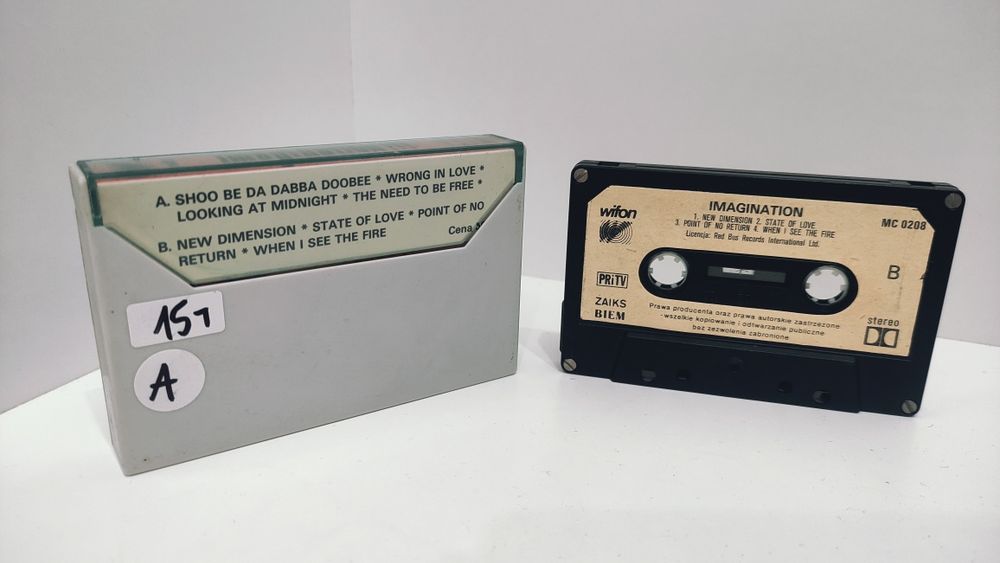 A. SHOO BE DA DABBA DOOBEE * WRONG IN LOVE *
LOOKING AT MIDNIGHT * THE NEED TO BE FREE *
B. NEW DIMENSION * STATE OF LOVE * POINT OF NO
RETURN * WHEN I SEE THE FIRE
Cena
A
wifon
IMAGINATION
MC 0208
1. NEW DIMENSION 2. STATE OF LOVE
3. POINT OF NO RETURN 4. WHEN I SEE THE FIRE
Licencja: Red Bus Records International Ltd.
B
PRiTV
ZAIKS
BIEM
Prawa producenta oraz prawa autorskie zastrzeżone
- wszelkie kopiowanie i odtwarzanie publiczne
bez zezwolenia zabronione
stereo